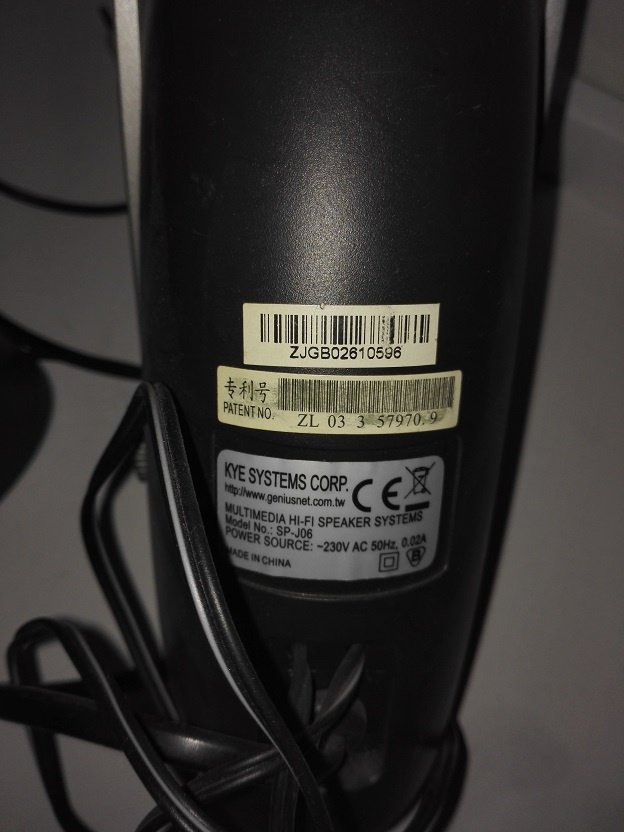 ZJGB02610596
专利号
PATENT NO. ZL 03 3 57970.9
KYE SYSTEMS CORP.
http://www.geniusnet.com.tw
CE
MULTIMEDIA HI-FI SPEAKER SYSTEMS
Model No.: SP-J06
POWER SOURCE: ~230V AC 50Hz, 0.02A
MADE IN CHINA
B